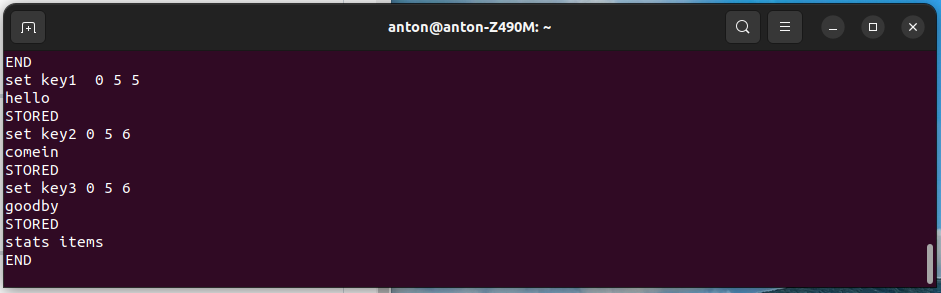 anton@anton-Z490M: ~
END
set key1  0 5 5
hello
STORED
set key2 0 5 6
comein
STORED
set key3 0 5 6
goodby
STORED
stats items
END